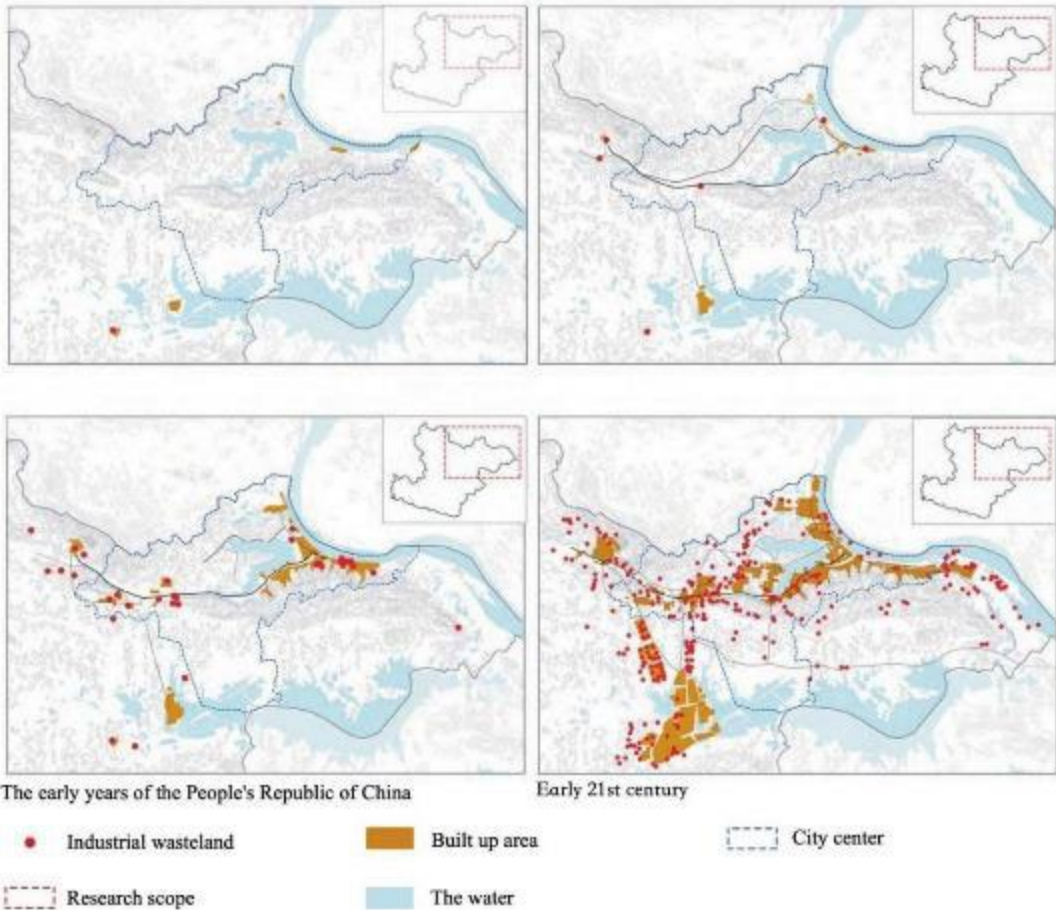 The early years of the People's Republic of China
Early 21st century
Industrial wasteland
Built up area
City center
Research scope
The water